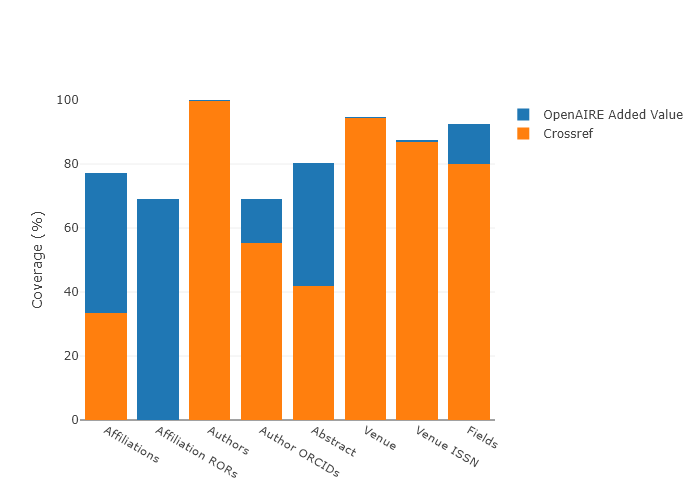 100
80
60
40
20
0
Coverage (%)
Affiliations
Affiliation RORs
Authors
Author ORCIDs
Abstract
Venue
Venue ISSN
Fields
OpenAIRE Added Value
Crossref